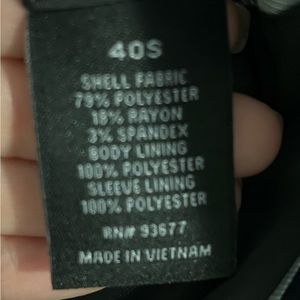 40S
SHELL FABRIC
79% POLYESTER
18% RAYON
3% SPANDEX
BODY LINING
100% POLYESTER
SLEEVE LINING
100% POLYESTER
RN# 93677
MADE IN VIETNAM